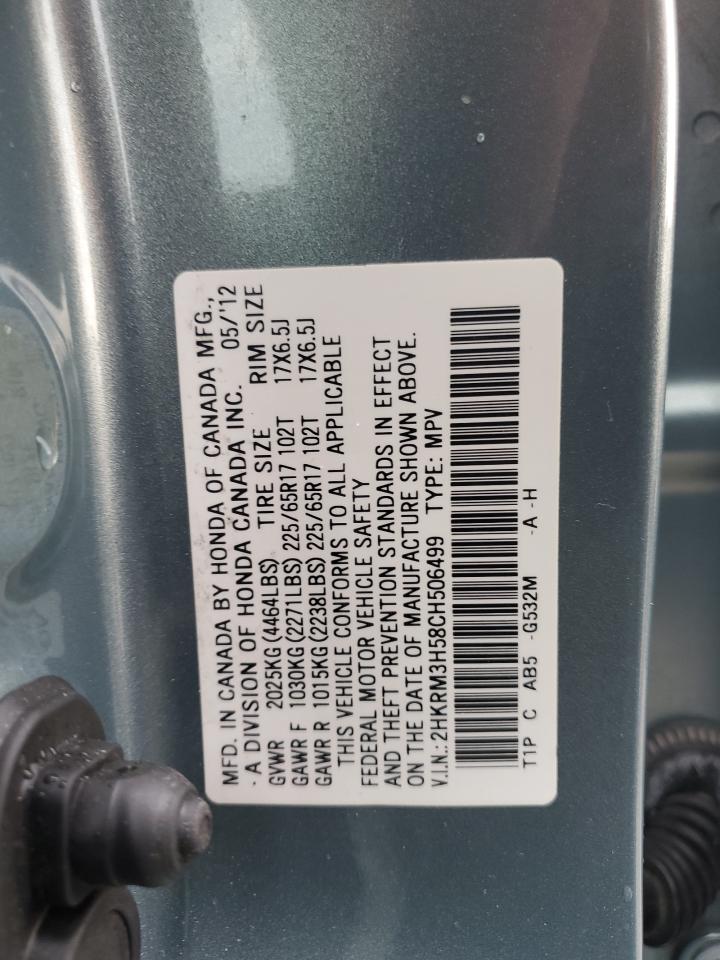 MFD. IN CANADA BY HONDA OF CANADA MFG.,
- A DIVISION OF HONDA CANADA INC. 05/'12
GVWR 2025KG(4464LBS) TIRE SIZE RIM SIZE
GAWR F 1030KG(2271LBS) 225/65R17 102T 17X6.5J
GAWR R 1015KG(2238LBS) 225/65R17 102T 17X6.5J
THIS VEHICLE CONFORMS TO ALL APPLICABLE
FEDERAL MOTOR VEHICLE SAFETY
AND THEFT PREVENTION STANDARDS IN EFFECT
ON THE DATE OF MANUFACTURE SHOWN ABOVE.
V.I.N.: 2HKRM3H58CH506499 TYPE: MPV
T1P C AB5 -G532M -A -H